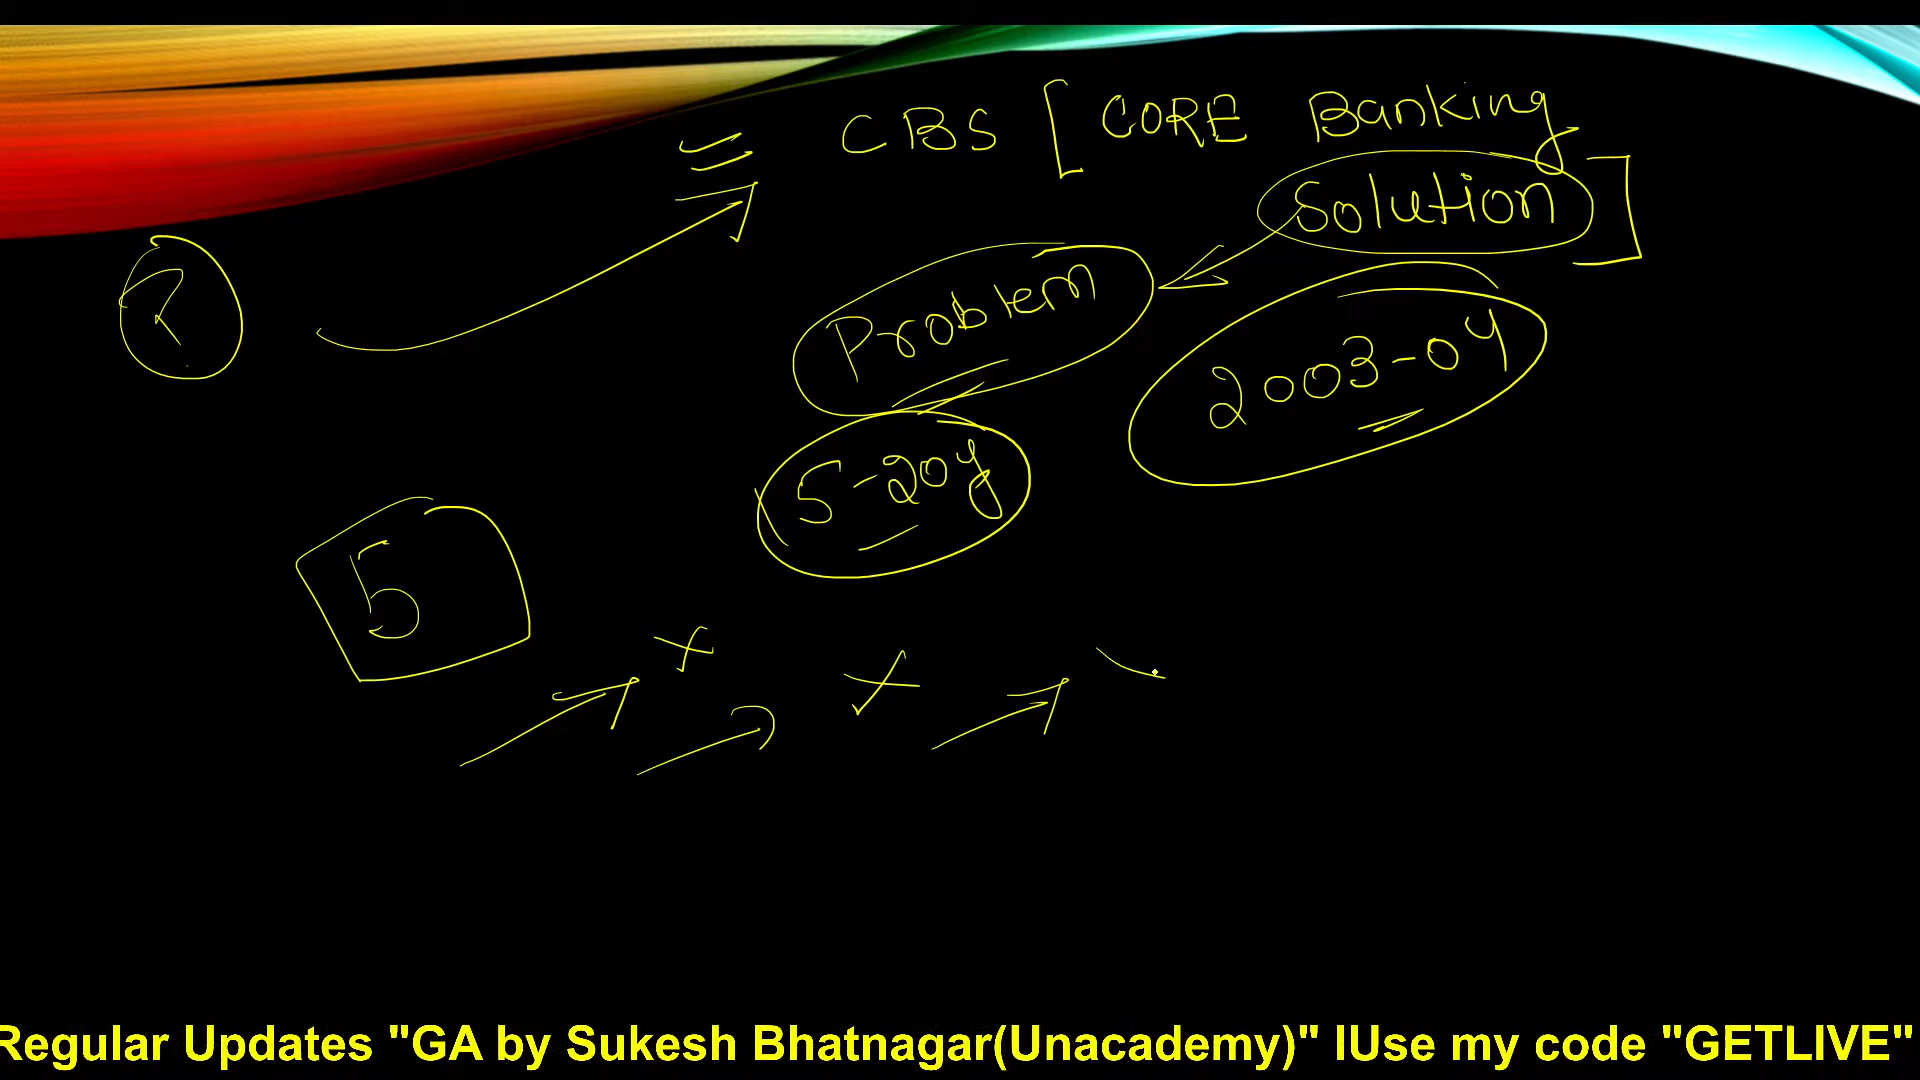 = CBS [ CORE Banking
Solution ]
?
Problem
2003-04
5-20y
5
x
x
Regular Updates "GA by Sukesh Bhatnagar(Unacademy)" IUse my code "GETLIVE"